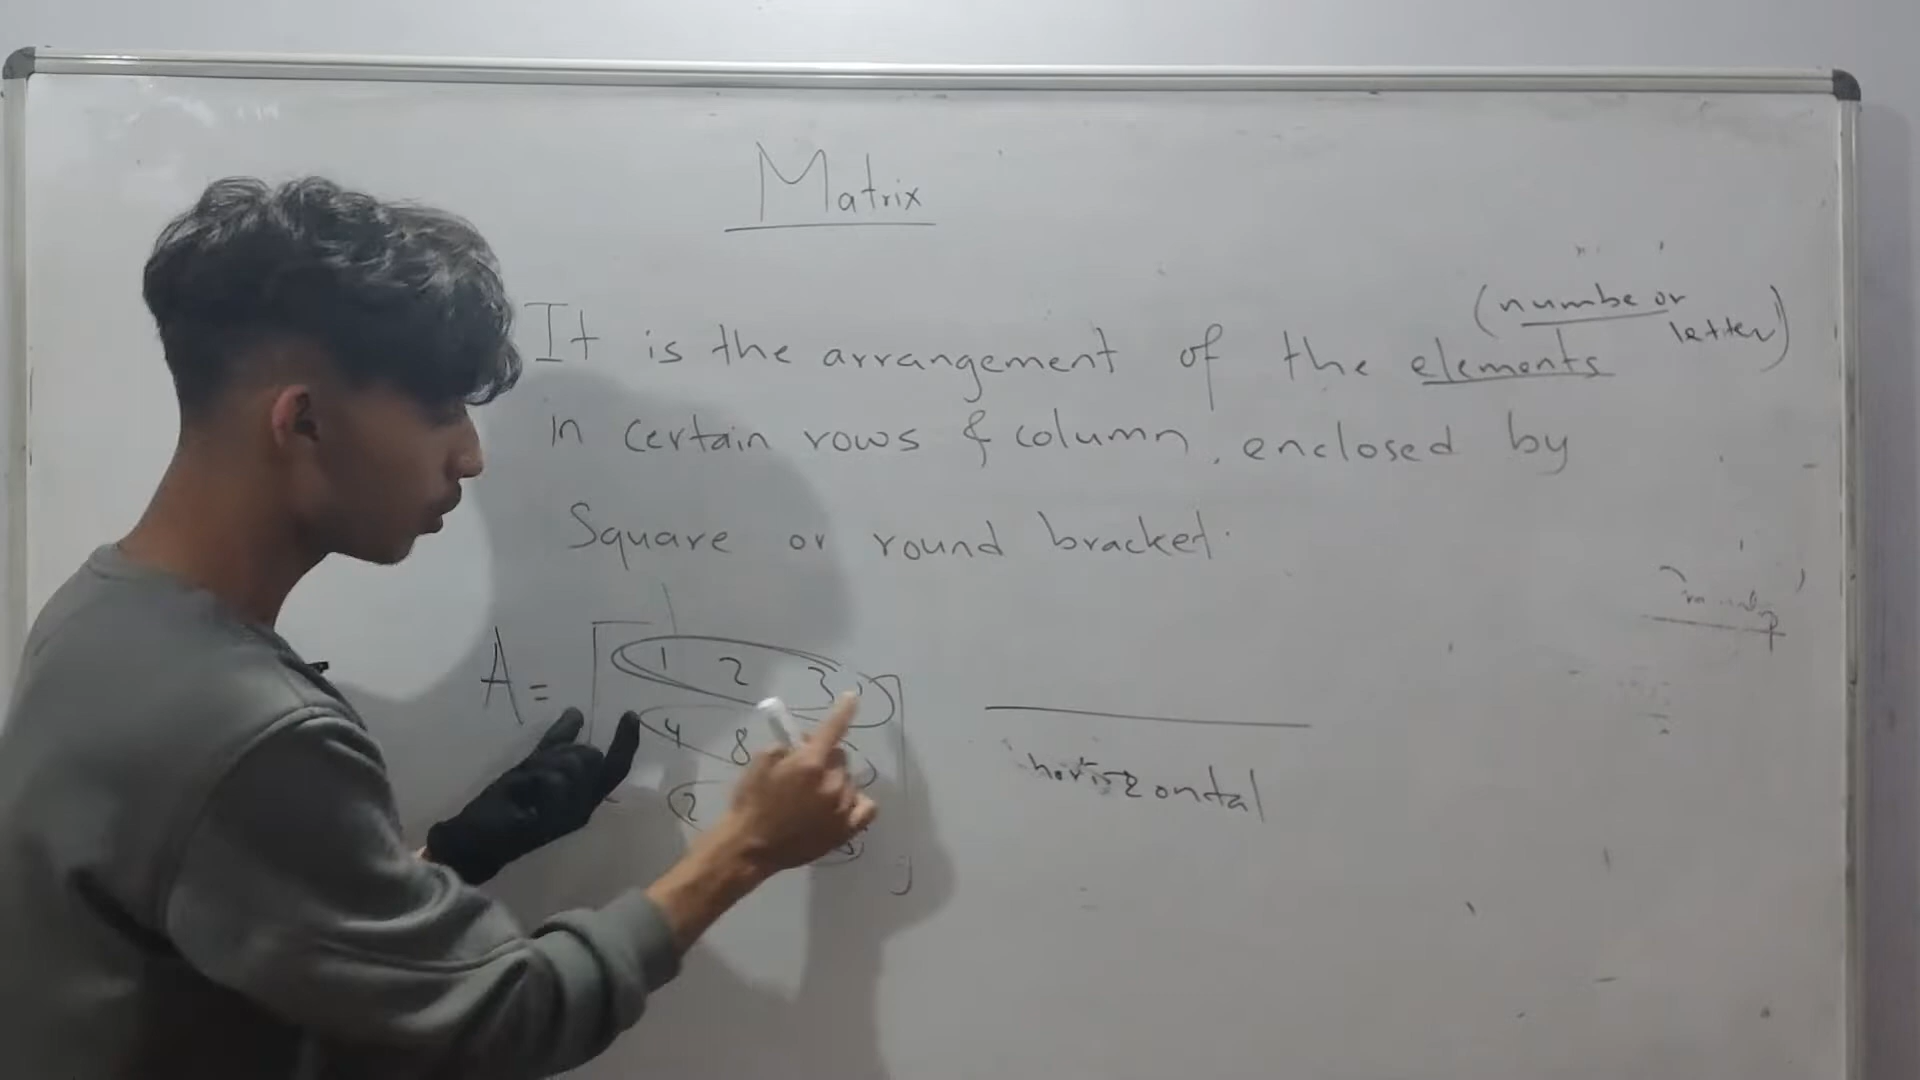 Matrix
(numbe or
letter)
It is the arrangement of the elements
in certain rows & column, enclosed by
Square or round bracket.
A = 1 2 3
4 8
2
horizontal